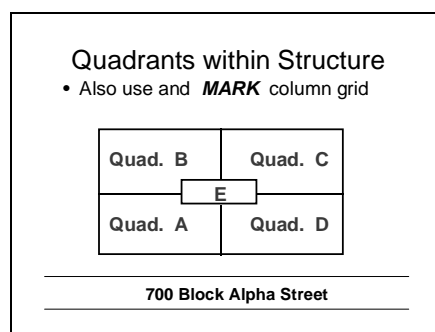 Quadrants within Structure
• Also use and MARK column grid
Quad. B Quad. C
E
Quad. A Quad. D
700 Block Alpha Street